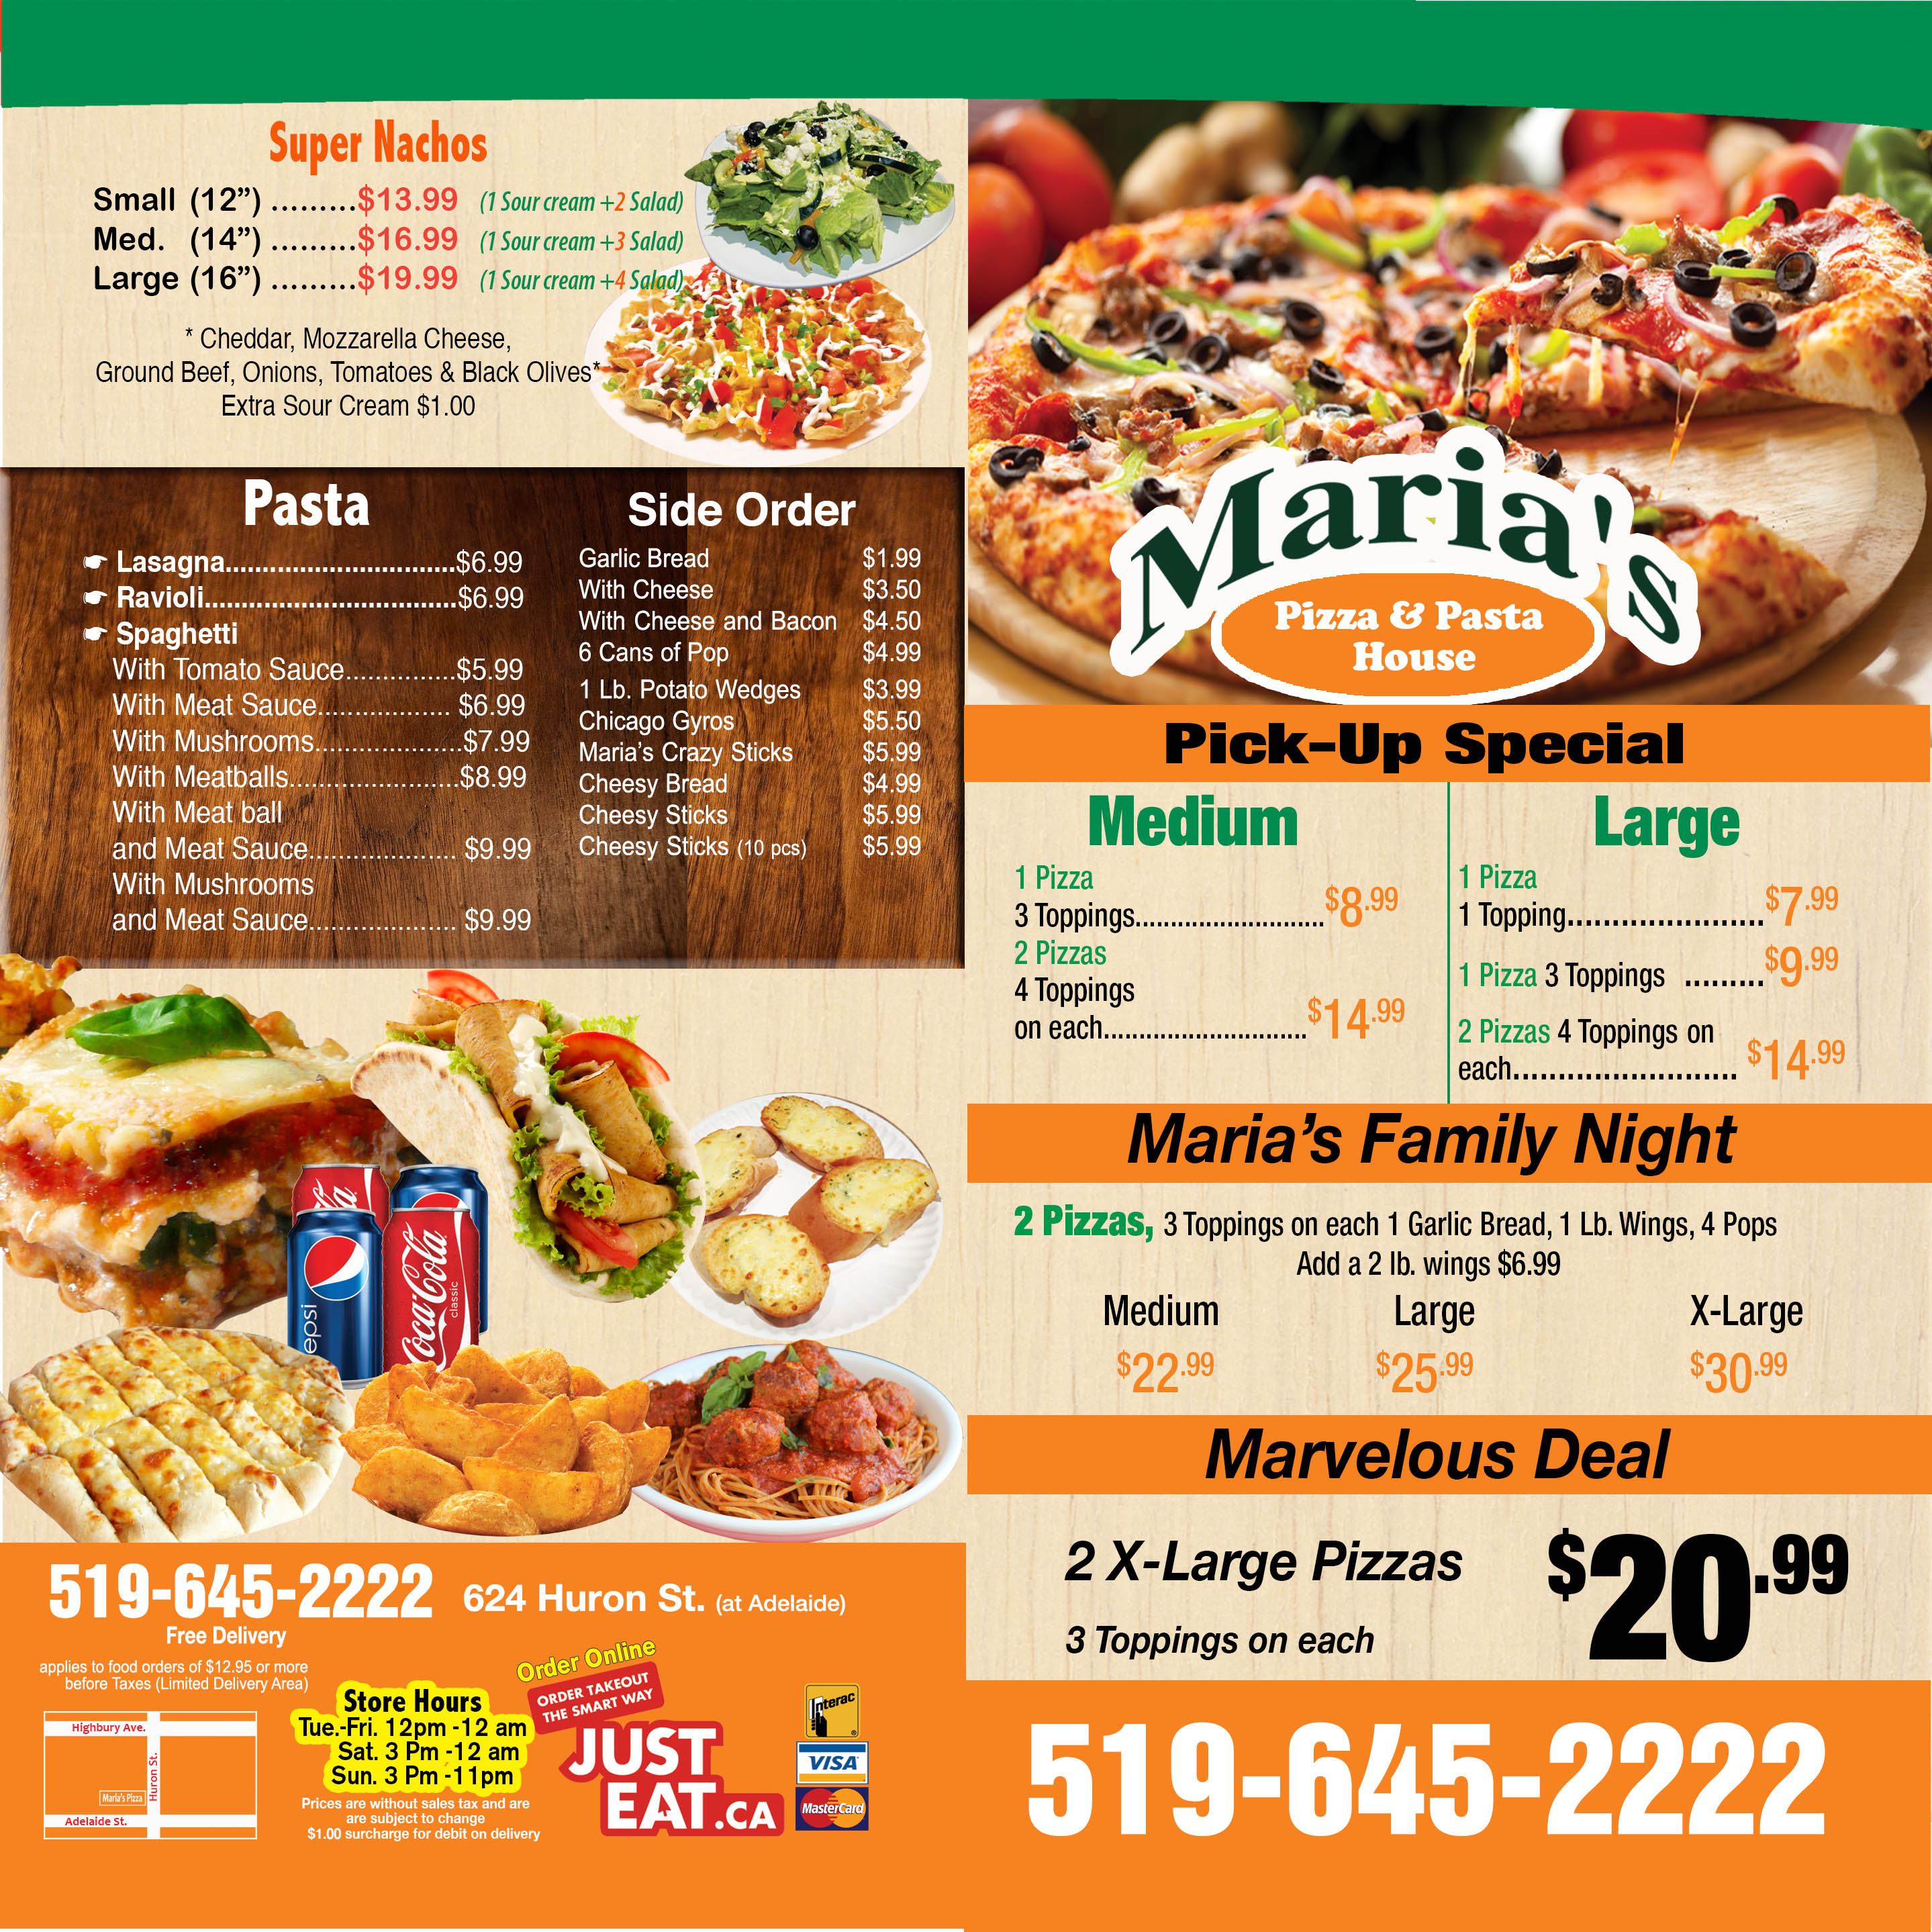 Super Nachos
Small (12”) .........$13.99 (1 Sour cream +2 Salad)
Med. (14”) .........$16.99 (1 Sour cream +3 Salad)
Large (16”) .........$19.99 (1 Sour cream +4 Salad)
* Cheddar, Mozzarella Cheese,
Ground Beef, Onions, Tomatoes & Black Olives*
Extra Sour Cream $1.00
Pasta
Lasagna..............................$6.99
Ravioli.................................$6.99
Spaghetti
With Tomato Sauce...............$5.99
With Meat Sauce.................. $6.99
With Mushrooms....................$7.99
With Meatballs.......................$8.99
With Meat ball
and Meat Sauce.................... $9.99
With Mushrooms
and Meat Sauce.................... $9.99
Side Order
Garlic Bread $1.99
With Cheese $3.50
With Cheese and Bacon $4.50
6 Cans of Pop $4.99
1 Lb. Potato Wedges $3.99
Chicago Gyros $5.50
Maria's Crazy Sticks $5.99
Cheesy Bread $4.99
Cheesy Sticks $5.99
Cheesy Sticks (10 pcs) $5.99
epsi
Coca-Cola
classic
519-645-2222 624 Huron St. (at Adelaide)
Free Delivery
applies to food orders of $12.95 or more
before Taxes (Limited Delivery Area)
Highbury Ave.
Huron St.
Maria's Pizza
Adelaide St.
Store Hours
Tue.-Fri. 12pm -12 am
Sat. 3 Pm -12 am
Sun. 3 Pm -11pm
Prices are without sales tax and are
are subject to change
$1.00 surcharge for debit on delivery
Order Online
ORDER TAKEOUT
THE SMART WAY
JUST
EAT.CA
Interac
VISA
MasterCard
Maria's
Pizza & Pasta
House
Pick-Up Special
Medium
1 Pizza
3 Toppings...........................$8.99
2 Pizzas
4 Toppings
on each.............................$14.99
Large
1 Pizza
1 Topping......................$7.99
1 Pizza 3 Toppings .........$9.99
2 Pizzas 4 Toppings on
each......................... $14.99
Maria's Family Night
2 Pizzas, 3 Toppings on each 1 Garlic Bread, 1 Lb. Wings, 4 Pops
Add a 2 lb. wings $6.99
Medium Large X-Large
$22.99 $25.99 $30.99
Marvelous Deal
2 X-Large Pizzas $20.99
3 Toppings on each
519-645-2222